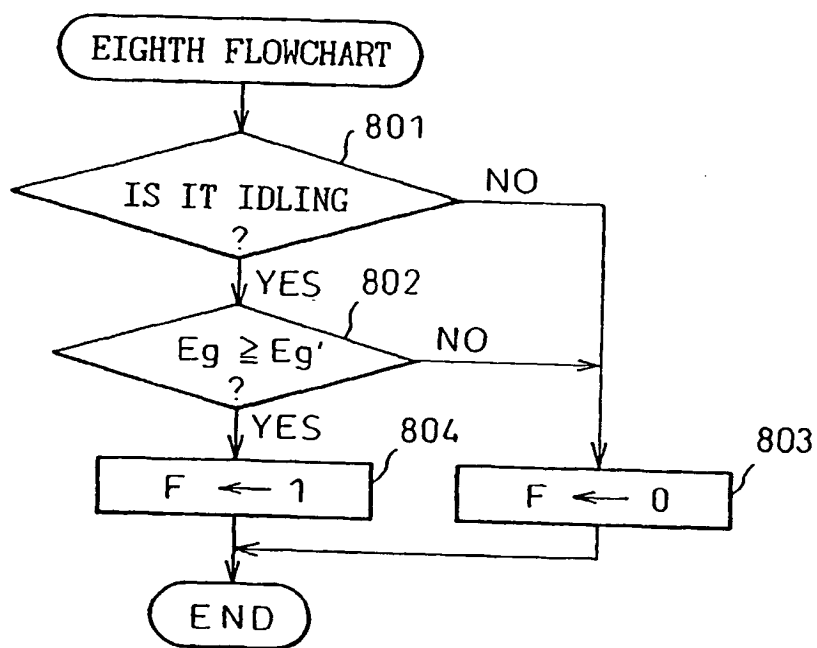 EIGHTH FLOWCHART
801
IS IT IDLING
?
NO
YES
802
Eg ≧ Eg'
?
NO
YES
804
F ← 1
803
F ← 0
END